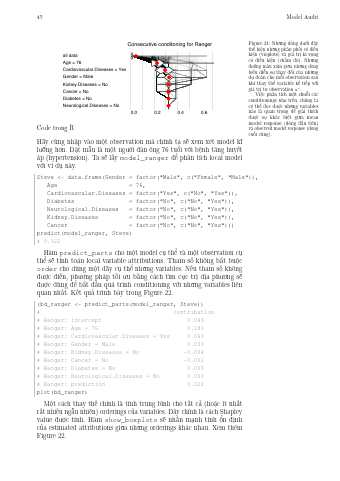 47
Model Audit
Consecutive conditoning for Ranger
all data
Age = 76
Cardiovascular.Diseases = Yes
Gender = Male
Kidney.Diseases = No
Cancer = No
Diabetes = No
Neurological.Diseases = No
0.0 0.2 0.4 0.6
Figure 21: Những dòng dưới đây
thể hiện những phân phối có điều
kiện (vioplots) và giá trị kì vọng
có điều kiện (chấm đỏ). Những
đường màu xám giữa những dòng
biểu diễn sự thay đổi của những
dự đoán cho mỗi observation sau
khi thay thế variable kế tiếp với
giá trị từ observation
Việc phân tích một chuỗi các
conditionings như trên, chúng ta
có thể đọc được những variables
nào là quan trọng để giải thích
được sự khác biệt giữa mean
model response (dòng đầu tiên)
và observed model response (dòng
cuối cùng).
Code trong R
Hãy cùng nhập vào một observation mà chính ta sẽ xem xét model kĩ
lưỡng hơn. Đặt mẫu là một người đàn ông 76 tuổi với bệnh tăng huyết
áp (hypertention). Ta sẽ lấy model_ranger để phân tích local model
với ví dụ này.
Steve <- data.frame(Gender = factor("Male", c("Female", "Male")),
Age = 76,
Cardiovascular.Diseases = factor("Yes", c("No", "Yes")),
Diabetes = factor("No", c("No", "Yes")),
Neurological.Diseases = factor("No", c("No", "Yes")),
Kidney.Diseases = factor("No", c("No", "Yes")),
Cancer = factor("No", c("No", "Yes")))
predict(model_ranger, Steve)
# 0.322
Hàm predict_parts cho một model cụ thể và một observation cụ
thể sẽ tính toán local variable attributions. Tham số không bắt buộc
order cho dùng một dãy cụ thể những variables. Nếu tham số không
được điền, phương pháp tối ưu bằng cách tìm cực trị địa phương sẽ
được dùng để bắt đầu quá trình conditioning với những variables liên
quan nhất. Kết quả trình bày trong Figure 22.
(bd_ranger <- predict_parts(model_ranger, Steve))
# contribution
# Ranger: intercept 0.043
# Ranger: Age = 76 0.181
# Ranger: Cardiovascular.Diseases = Yes 0.069
# Ranger: Gender = Male 0.033
# Ranger: Kidney.Diseases = No -0.004
# Ranger: Cancer = No -0.002
# Ranger: Diabetes = No 0.003
# Ranger: Neurological.Diseases = No 0.000
# Ranger: prediction 0.322
plot(bd_ranger)
Một cách thay thế chính là tính trung bình cho tất cả (hoặc ít nhất
rất nhiều ngẫu nhiên) orderings của variables. Đây chính là cách Shapley
value được tính. Hàm show_boxplots sẽ nhấn mạnh tính ổn định
của estimated attributions giữa những orderings khác nhau. Xem thêm
Figure 22.